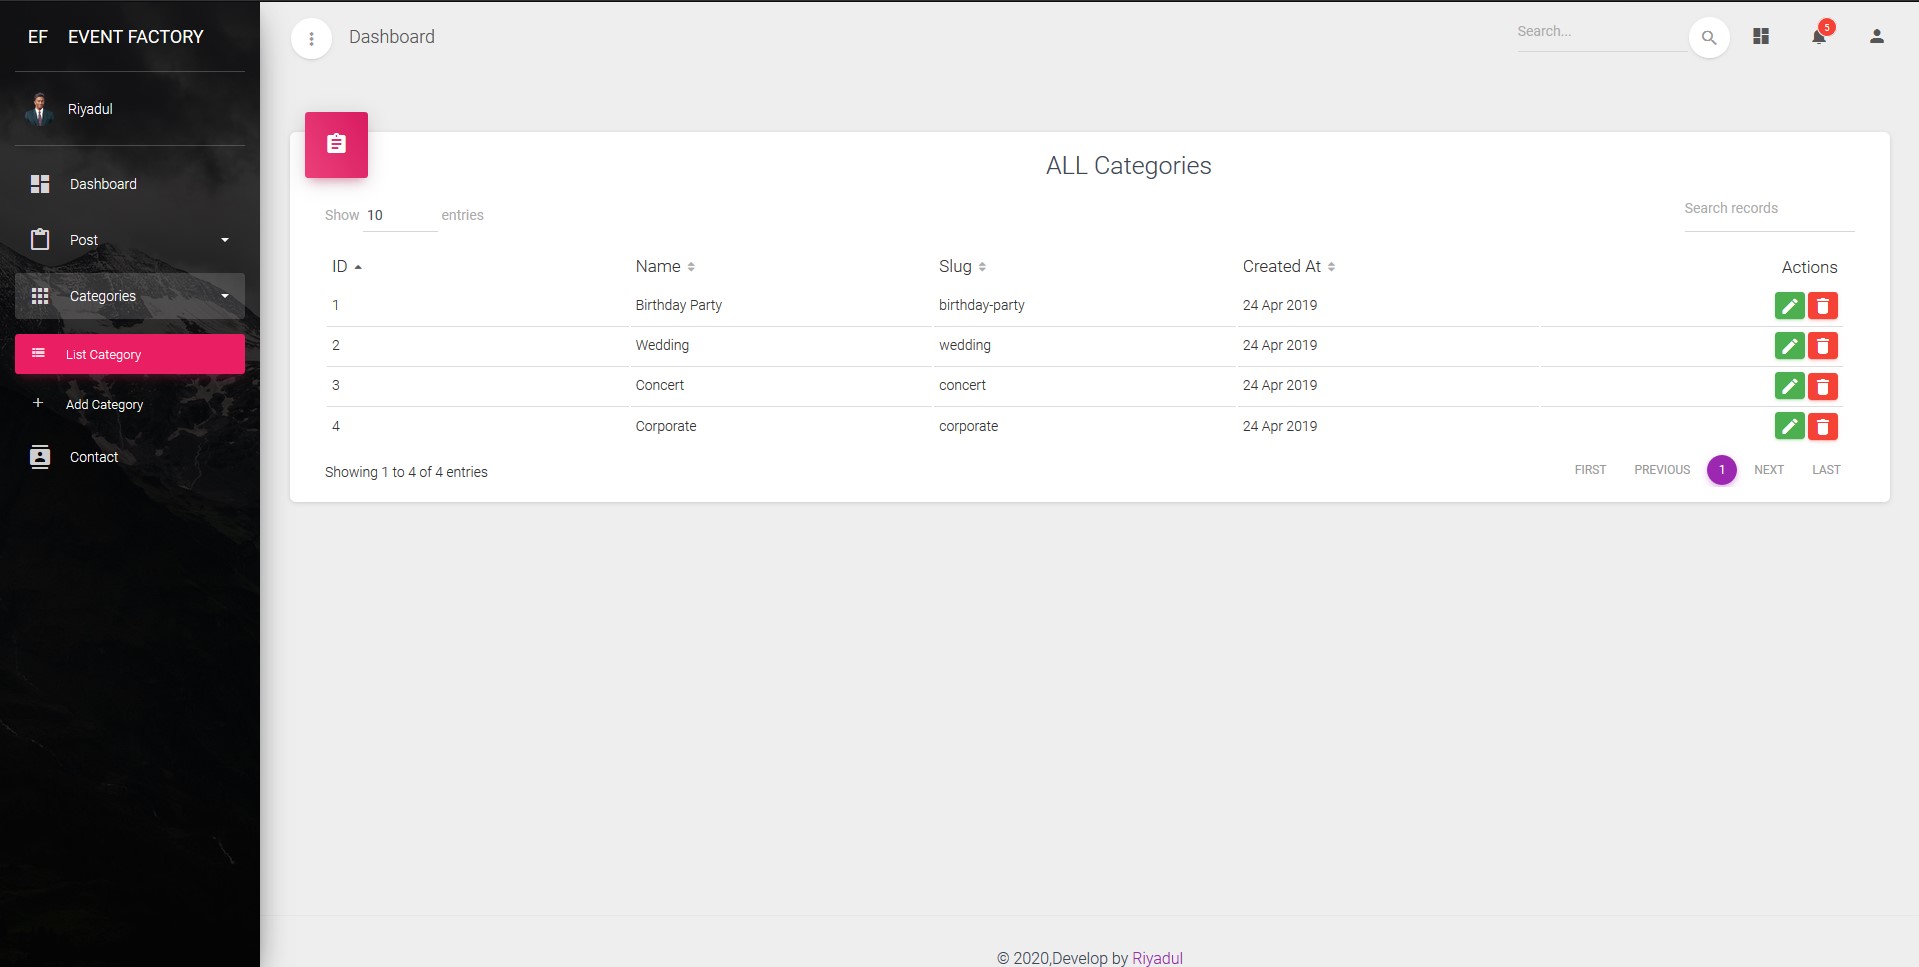 EF EVENT FACTORY
Riyadul
Dashboard
Post
Categories
List Category
Add Category
Contact
Dashboard
Search...
5
ALL Categories
Show 10 entries
Search records
ID Name Slug Created At Actions
1 Birthday Party birthday-party 24 Apr 2019
2 Wedding wedding 24 Apr 2019
3 Concert concert 24 Apr 2019
4 Corporate corporate 24 Apr 2019
Showing 1 to 4 of 4 entries
FIRST PREVIOUS 1 NEXT LAST
© 2020,Develop by Riyadul